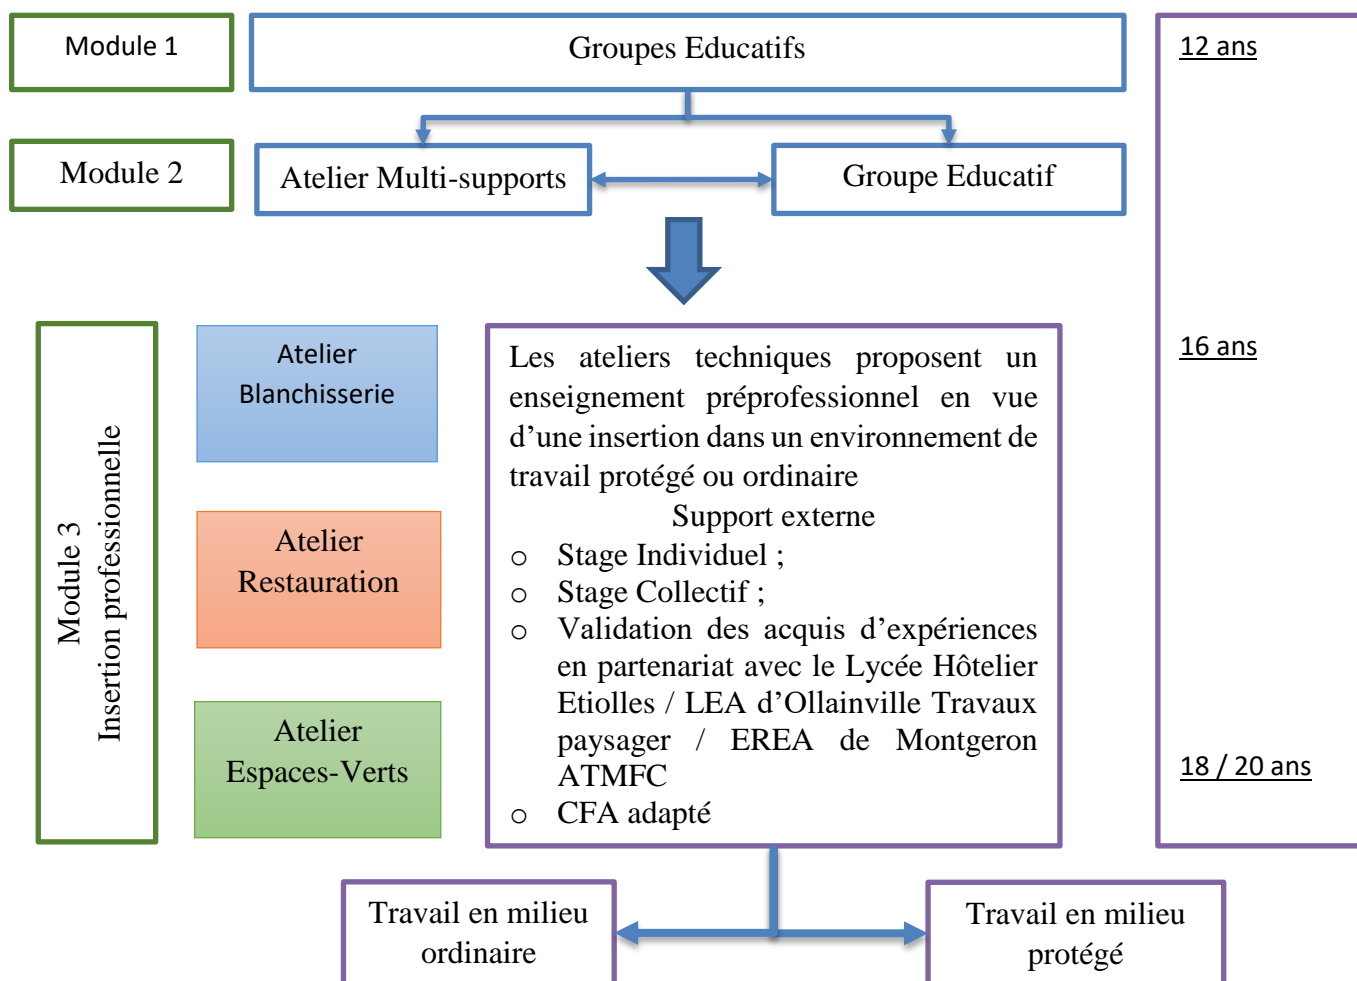 Module 1
Groupes Educatifs
12 ans
Module 2
Atelier Multi-supports
Groupe Educatif
Module 3
Insertion professionnelle
Atelier
Blanchisserie
Atelier
Restauration
Atelier
Espaces-Verts
Les ateliers techniques proposent un
enseignement préprofessionnel en vue
d’une insertion dans un environnement de
travail protégé ou ordinaire
Support externe
o Stage Individuel ;
o Stage Collectif ;
o Validation des acquis d’expériences
en partenariat avec le Lycée Hôtelier
Etiolles / LEA d’Ollainville Travaux
paysager / EREA de Montgeron
ATMFC
o CFA adapté
16 ans
18 / 20 ans
Travail en milieu
ordinaire
Travail en milieu
protégé